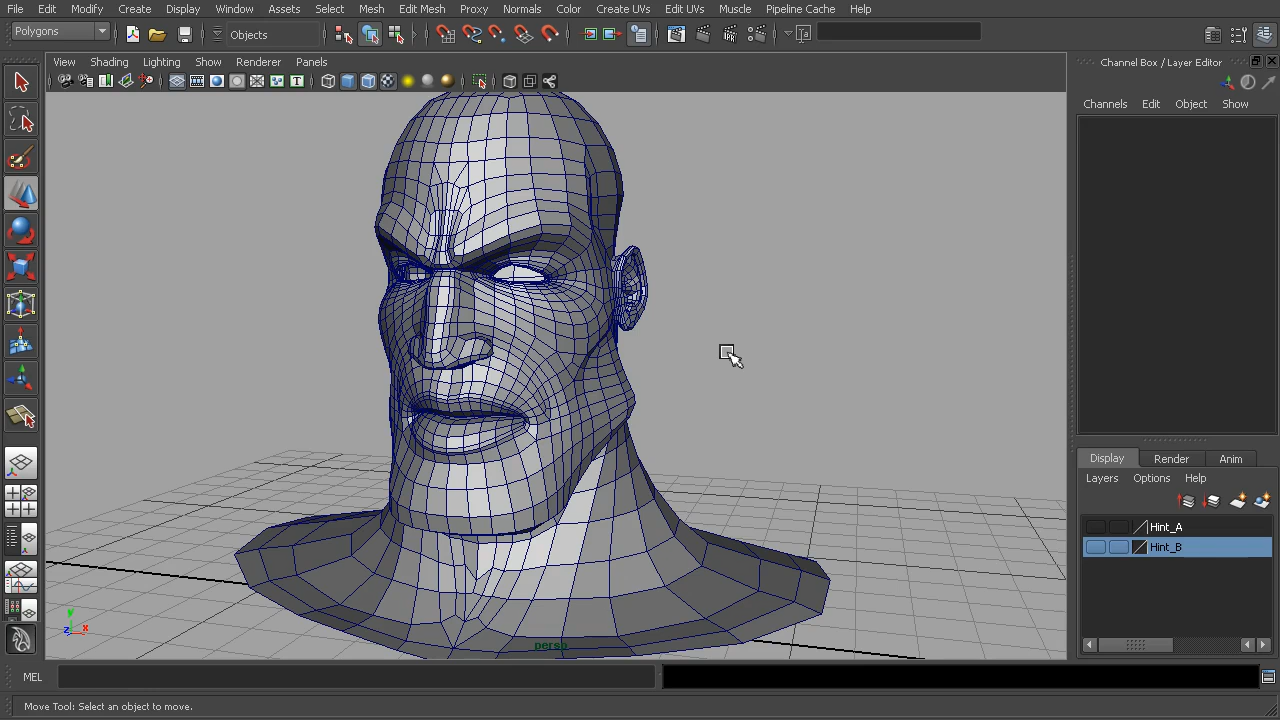 File Edit Modify Create Display Window Assets Select Mesh Edit Mesh Proxy Normals Color Create UVs Edit UVs Muscle Pipeline Cache Help
Polygons Objects
View Shading Lighting Show Renderer Panels
Channel Box / Layer Editor
Channels Edit Object Show
Display Render Anim
Layers Options Help
Hint_A
Hint_B
y
z x
persp
MEL
Move Tool: Select an object to move.